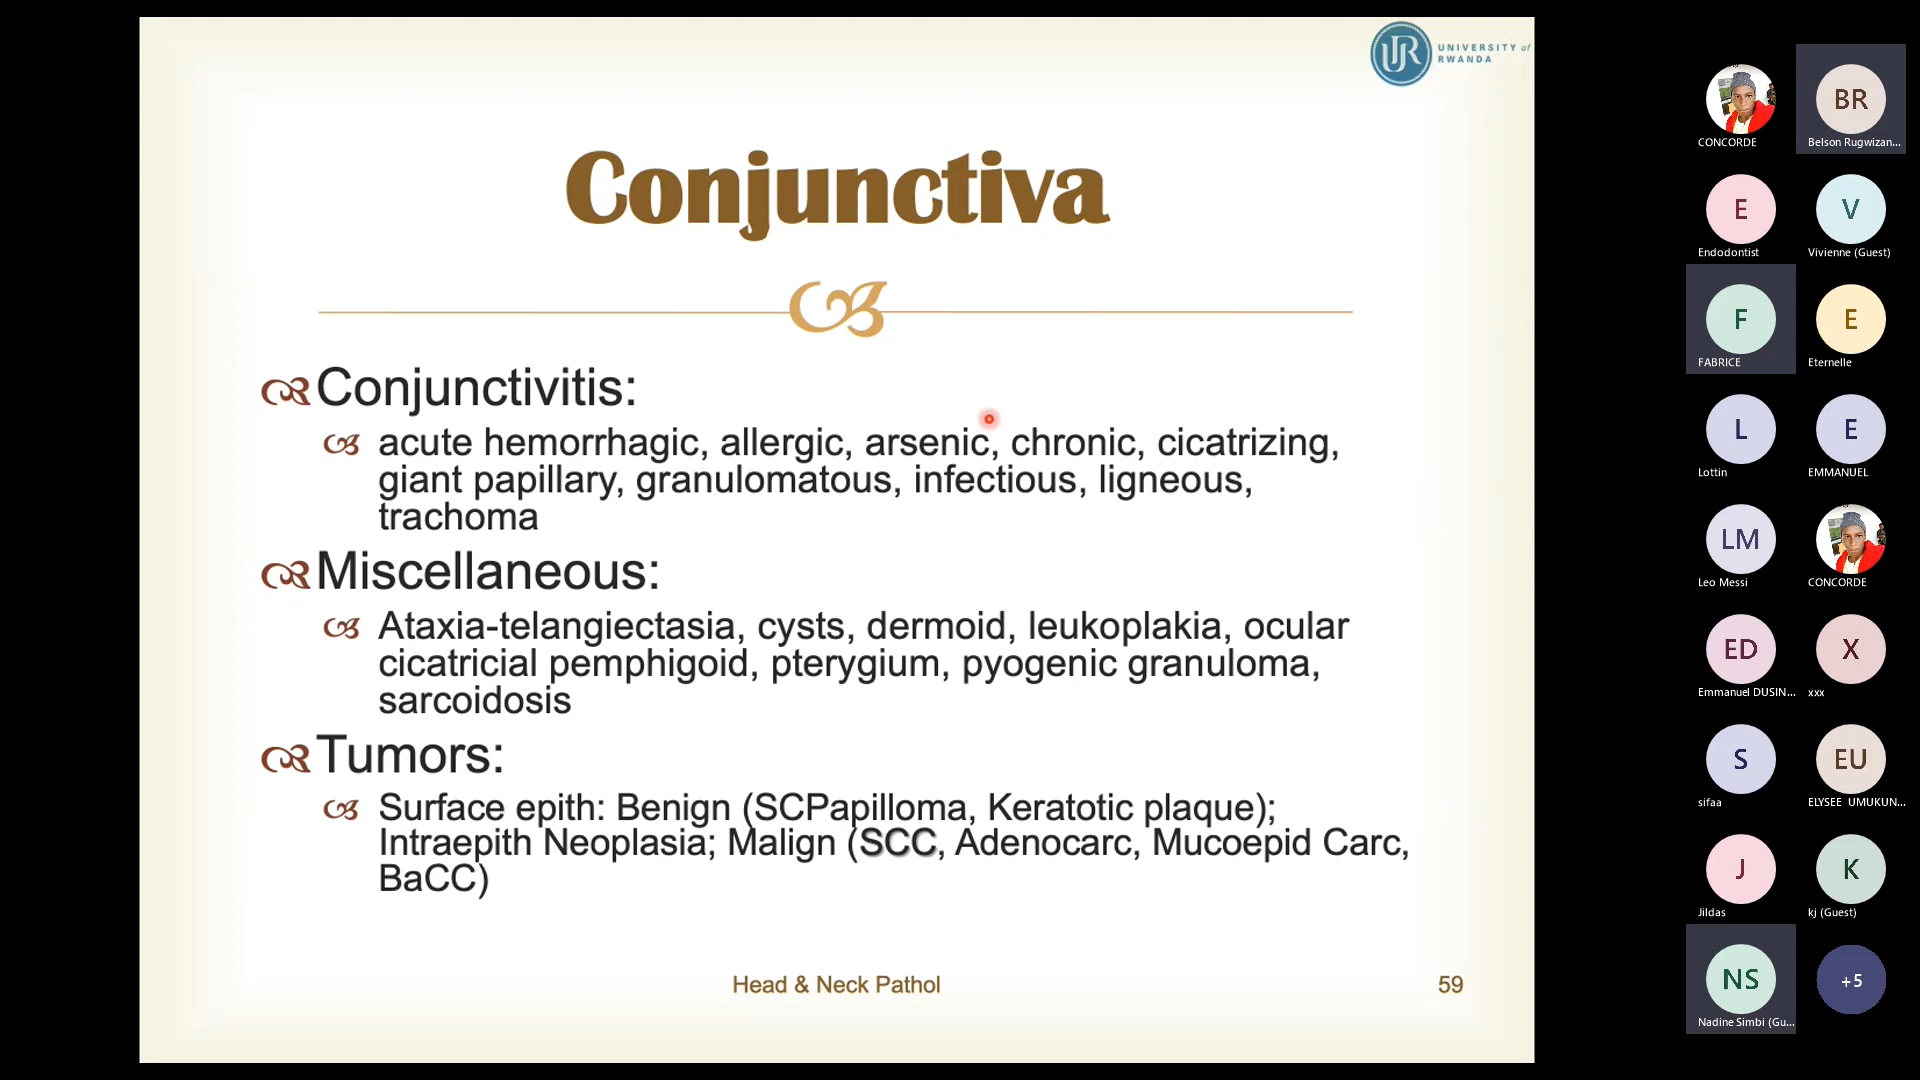 UNIVERSITY of
RWANDA
Conjunctiva
Conjunctivitis:
acute hemorrhagic, allergic, arsenic, chronic, cicatrizing,
giant papillary, granulomatous, infectious, ligneous,
trachoma
Miscellaneous:
Ataxia-telangiectasia, cysts, dermoid, leukoplakia, ocular
cicatricial pemphigoid, pterygium, pyogenic granuloma,
sarcoidosis
Tumors:
Surface epith: Benign (SCPapilloma, Keratotic plaque);
Intraepith Neoplasia; Malign (SCC, Adenocarc, Mucoepid Carc,
BaCC)
Head & Neck Pathol
59
CONCORDE
BR
Belson Rugwizan...
E
Endodontist
V
Vivienne (Guest)
F
FABRICE
E
Eternelle
L
Lottin
E
EMMANUEL
LM
Leo Messi
CONCORDE
ED
Emmanuel DUSIN...
X
xxx
S
sifaa
EU
ELYSEE UMUKUN...
J
Jildas
K
kj (Guest)
NS
Nadine Simbi (Gu...
+5